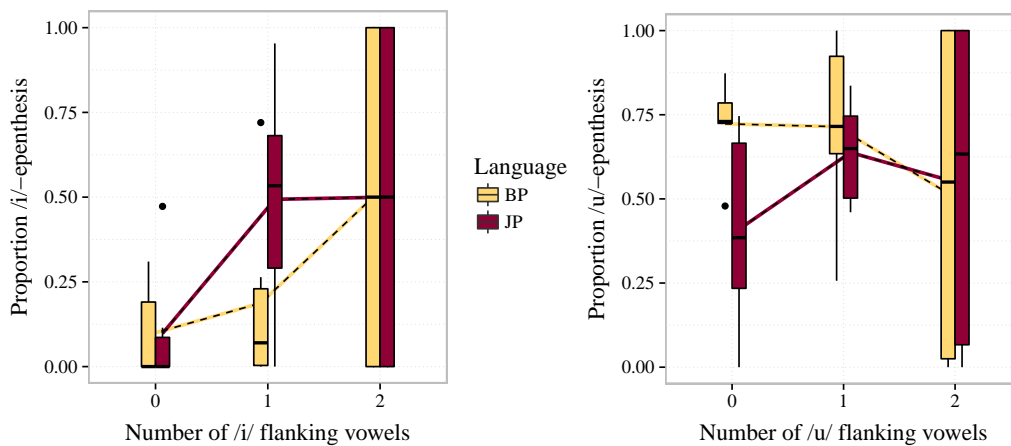 Proportion /i/−epenthesis
1.00
0.75
0.50
0.25
0.00
0 1 2
Number of /i/ flanking vowels
Language
BP
JP
Proportion /u/−epenthesis
1.00
0.75
0.50
0.25
0.00
0 1 2
Number of /u/ flanking vowels